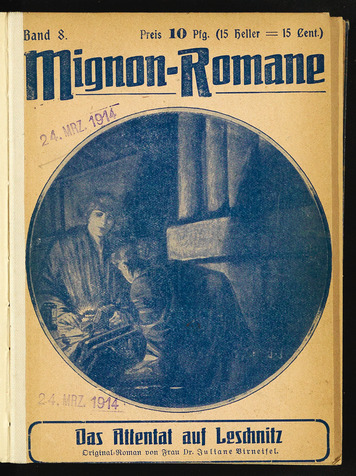 Band 8.
Preis 10 Pfg. (15 Heller = 15 Cent.)
Mignon-Romane
24. MRZ. 1914
24. MRZ. 1914
Das Attentat auf Leschnitz
Original-Roman von Frau Dr. Juliane Birneisel.